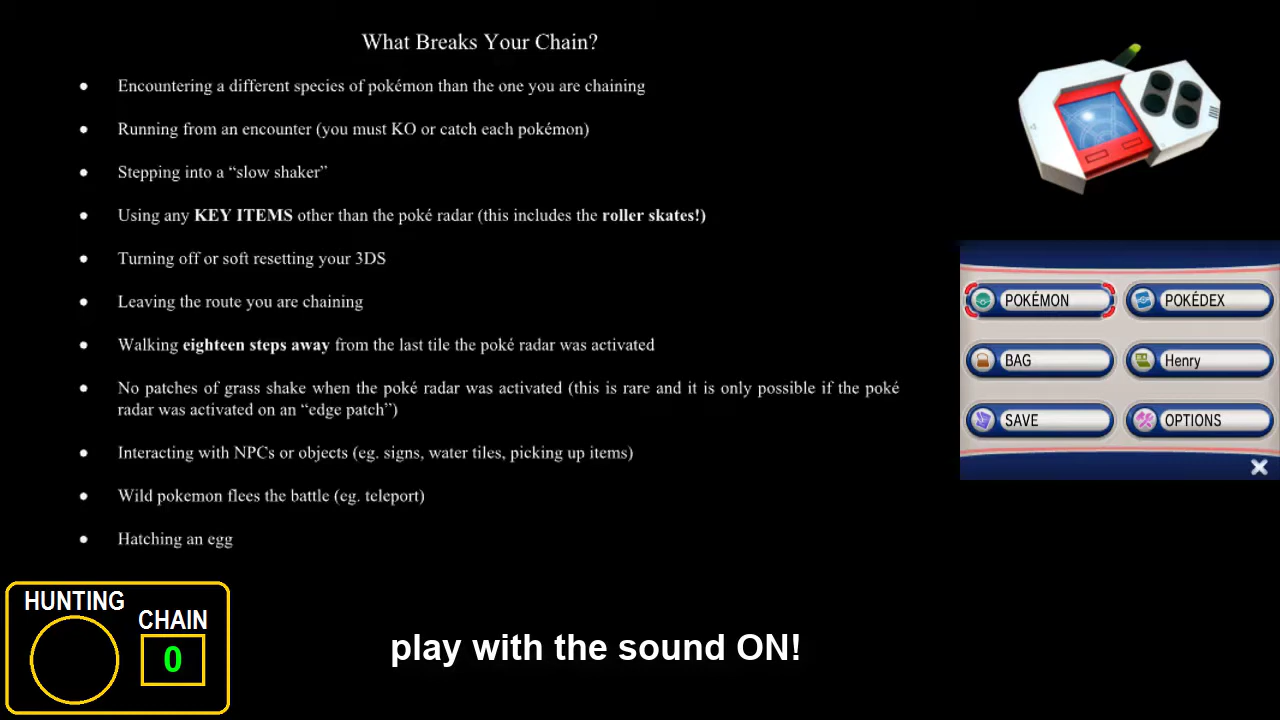 What Breaks Your Chain?
● Encountering a different species of pokémon than the one you are chaining
● Running from an encounter (you must KO or catch each pokémon)
● Stepping into a “slow shaker”
● Using any KEY ITEMS other than the poké radar (this includes the roller skates!)
● Turning off or soft resetting your 3DS
● Leaving the route you are chaining
● Walking eighteen steps away from the last tile the poké radar was activated
● No patches of grass shake when the poké radar was activated (this is rare and it is only possible if the poké
radar was activated on an “edge patch”)
● Interacting with NPCs or objects (eg. signs, water tiles, picking up items)
● Wild pokemon flees the battle (eg. teleport)
● Hatching an egg
POKÉMON
POKÉDEX
BAG
Henry
SAVE
OPTIONS
HUNTING
CHAIN
0
play with the sound ON!